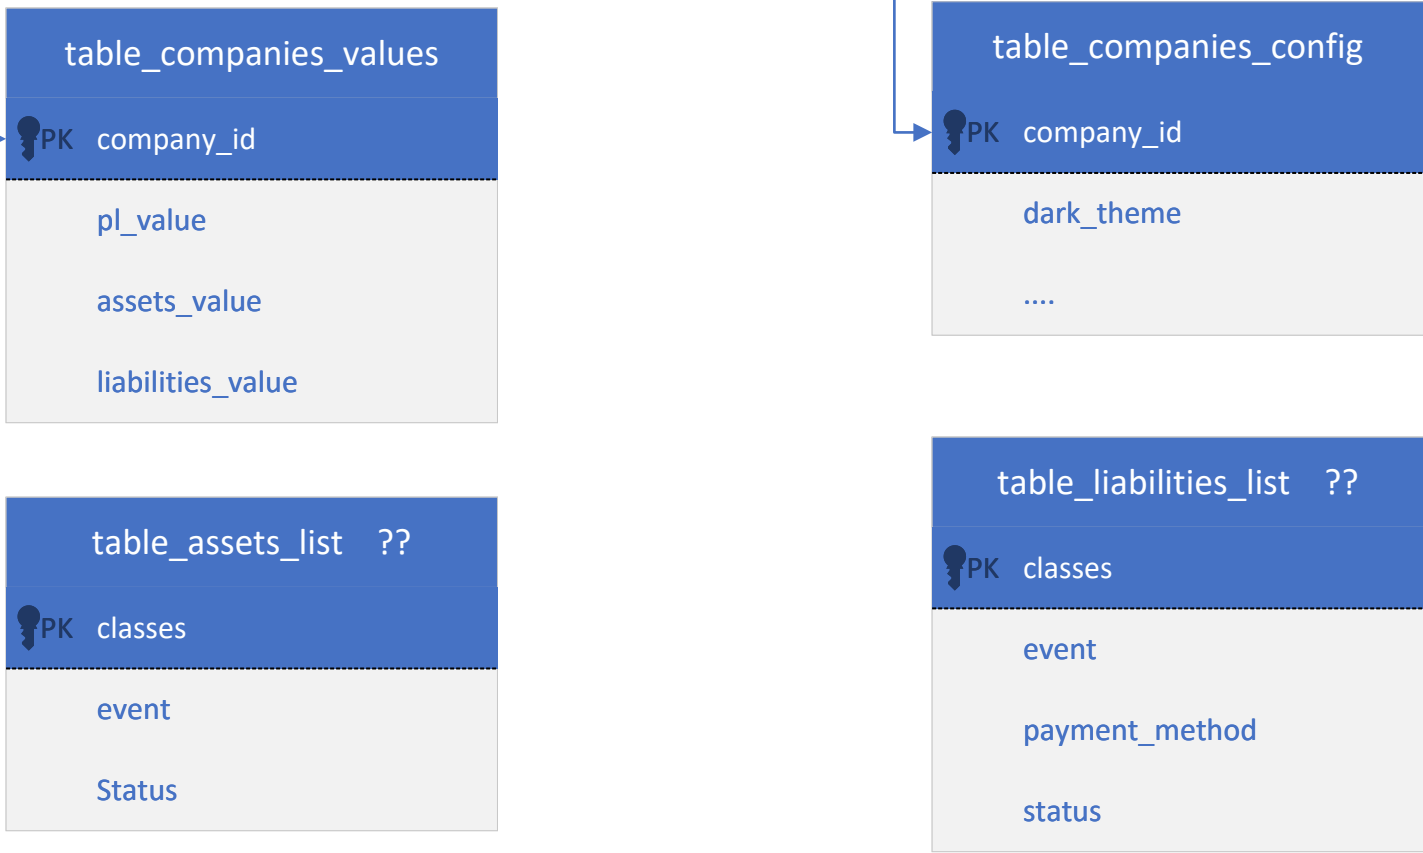 table_companies_values
PK company_id
pl_value
assets_value
liabilities_value
table_companies_config
PK company_id
dark_theme
....
table_assets_list ??
PK classes
event
Status
table_liabilities_list ??
PK classes
event
payment_method
status